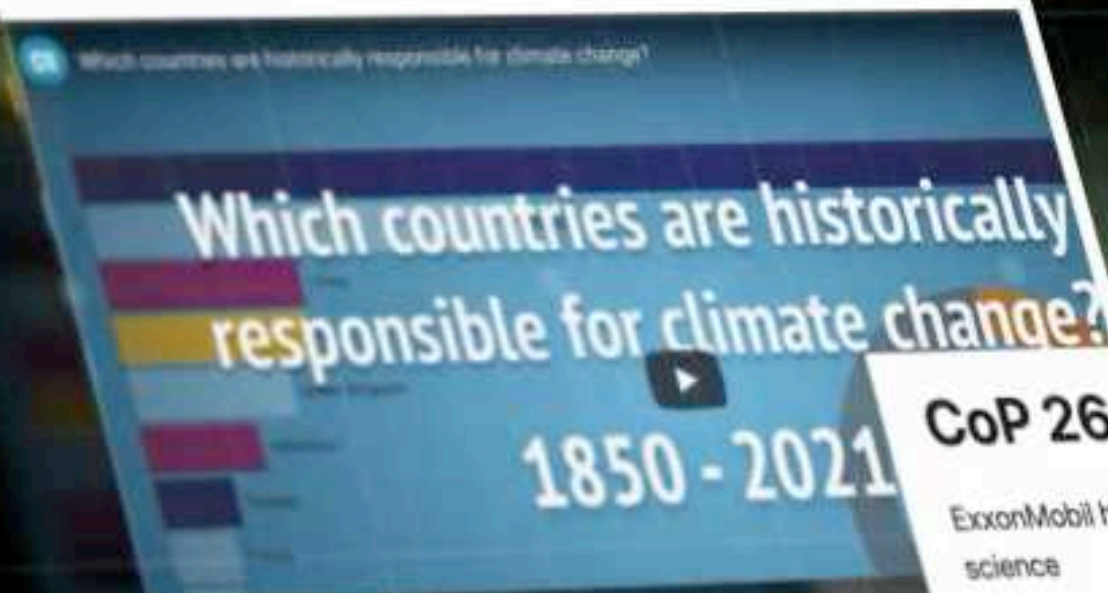 Which countries are historically responsible for climate change?
Which countries are historically
responsible for climate change?
1850 - 2021
CoP 26
ExxonMobil h
science